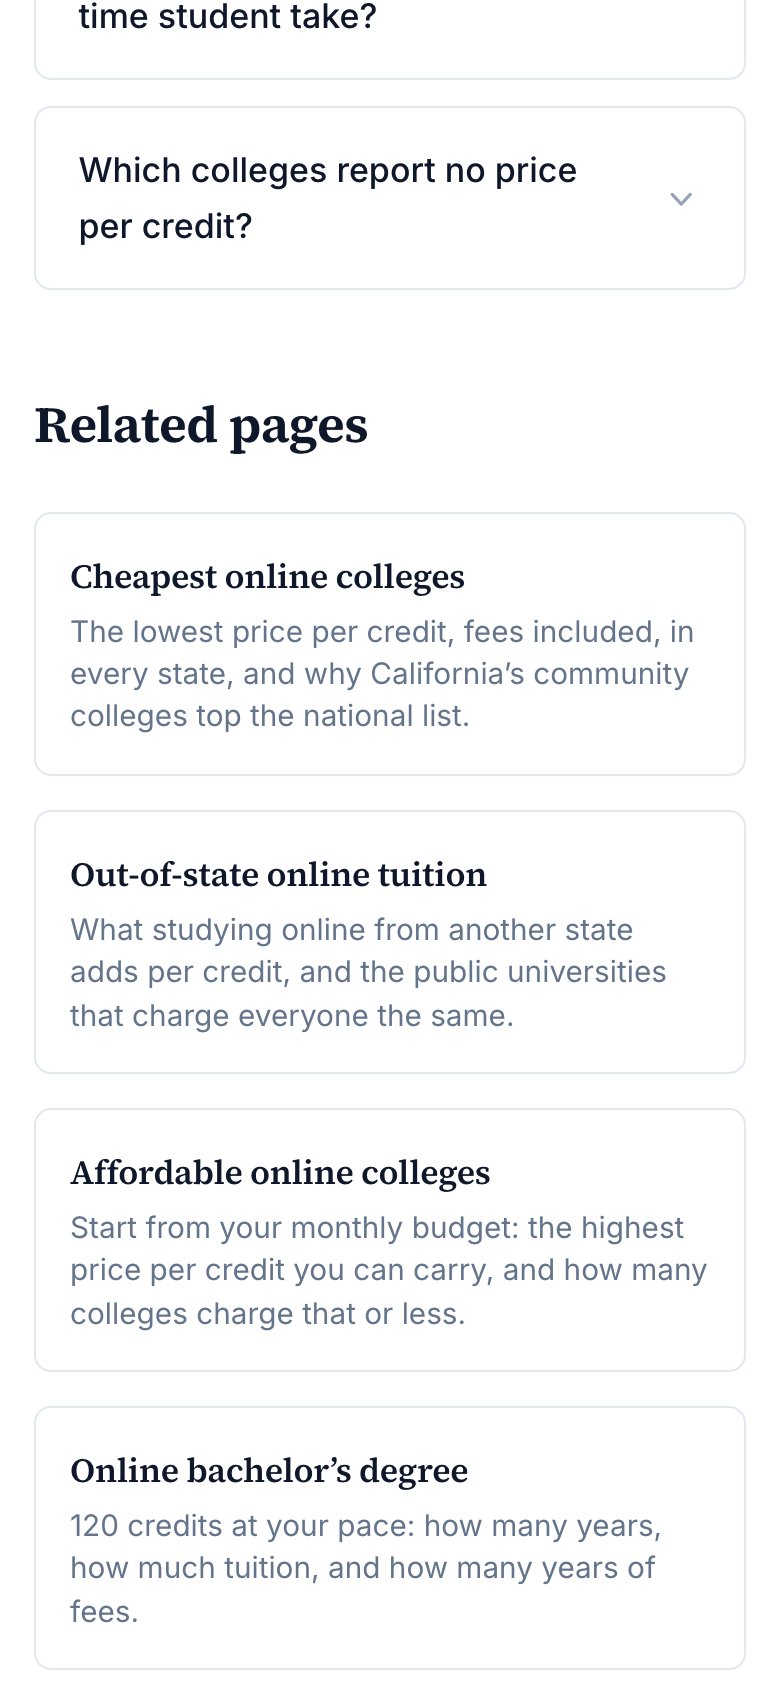 time student take?
Which colleges report no price
per credit?
Related pages
Cheapest online colleges
The lowest price per credit, fees included, in
every state, and why California’s community
colleges top the national list.
Out-of-state online tuition
What studying online from another state
adds per credit, and the public universities
that charge everyone the same.
Affordable online colleges
Start from your monthly budget: the highest
price per credit you can carry, and how many
colleges charge that or less.
Online bachelor’s degree
120 credits at your pace: how many years,
how much tuition, and how many years of
fees.